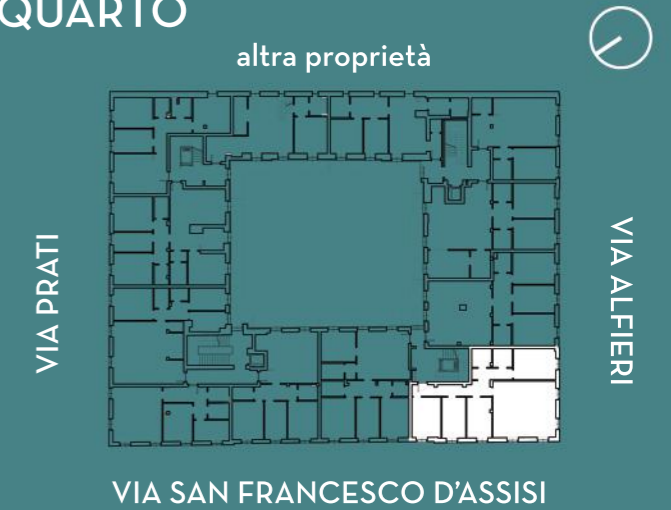 QUARTO
altra proprietà
VIA PRATI
VIA ALFIERI
VIA SAN FRANCESCO D'ASSISI